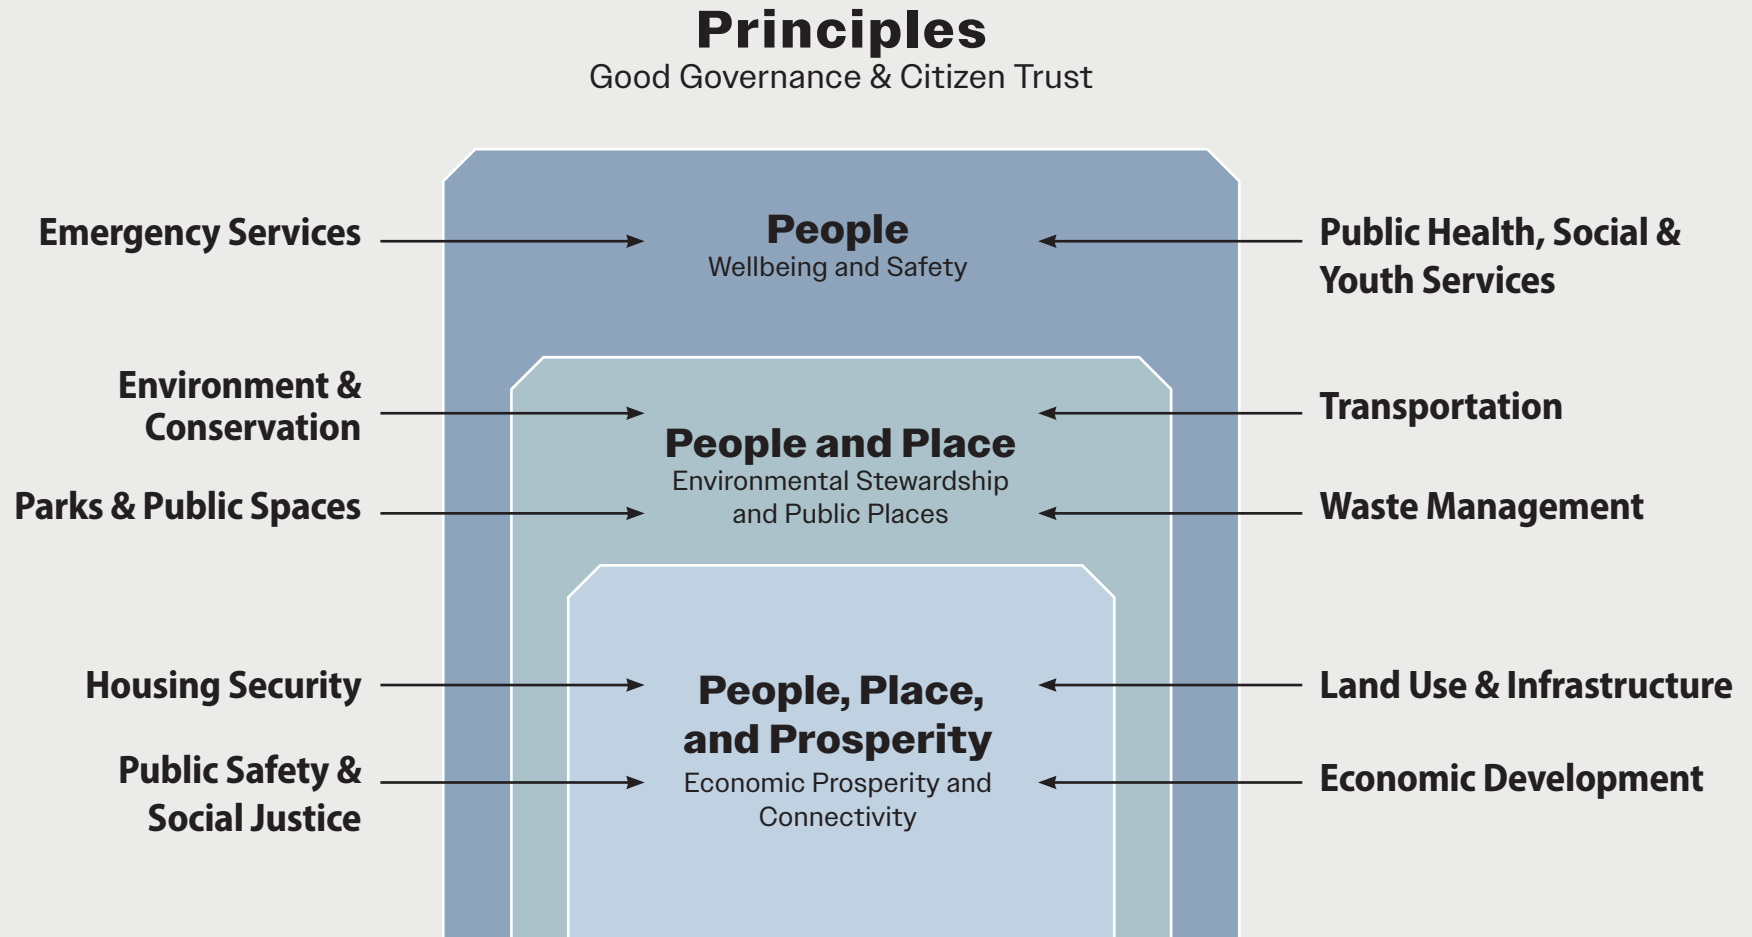 Principles
Good Governance & Citizen Trust
Emergency Services
People
Wellbeing and Safety
Public Health, Social &
Youth Services
Environment &
Conservation
Parks & Public Spaces
People and Place
Environmental Stewardship
and Public Places
Transportation
Waste Management
Housing Security
Public Safety &
Social Justice
People, Place,
and Prosperity
Economic Prosperity and
Connectivity
Land Use & Infrastructure
Economic Development